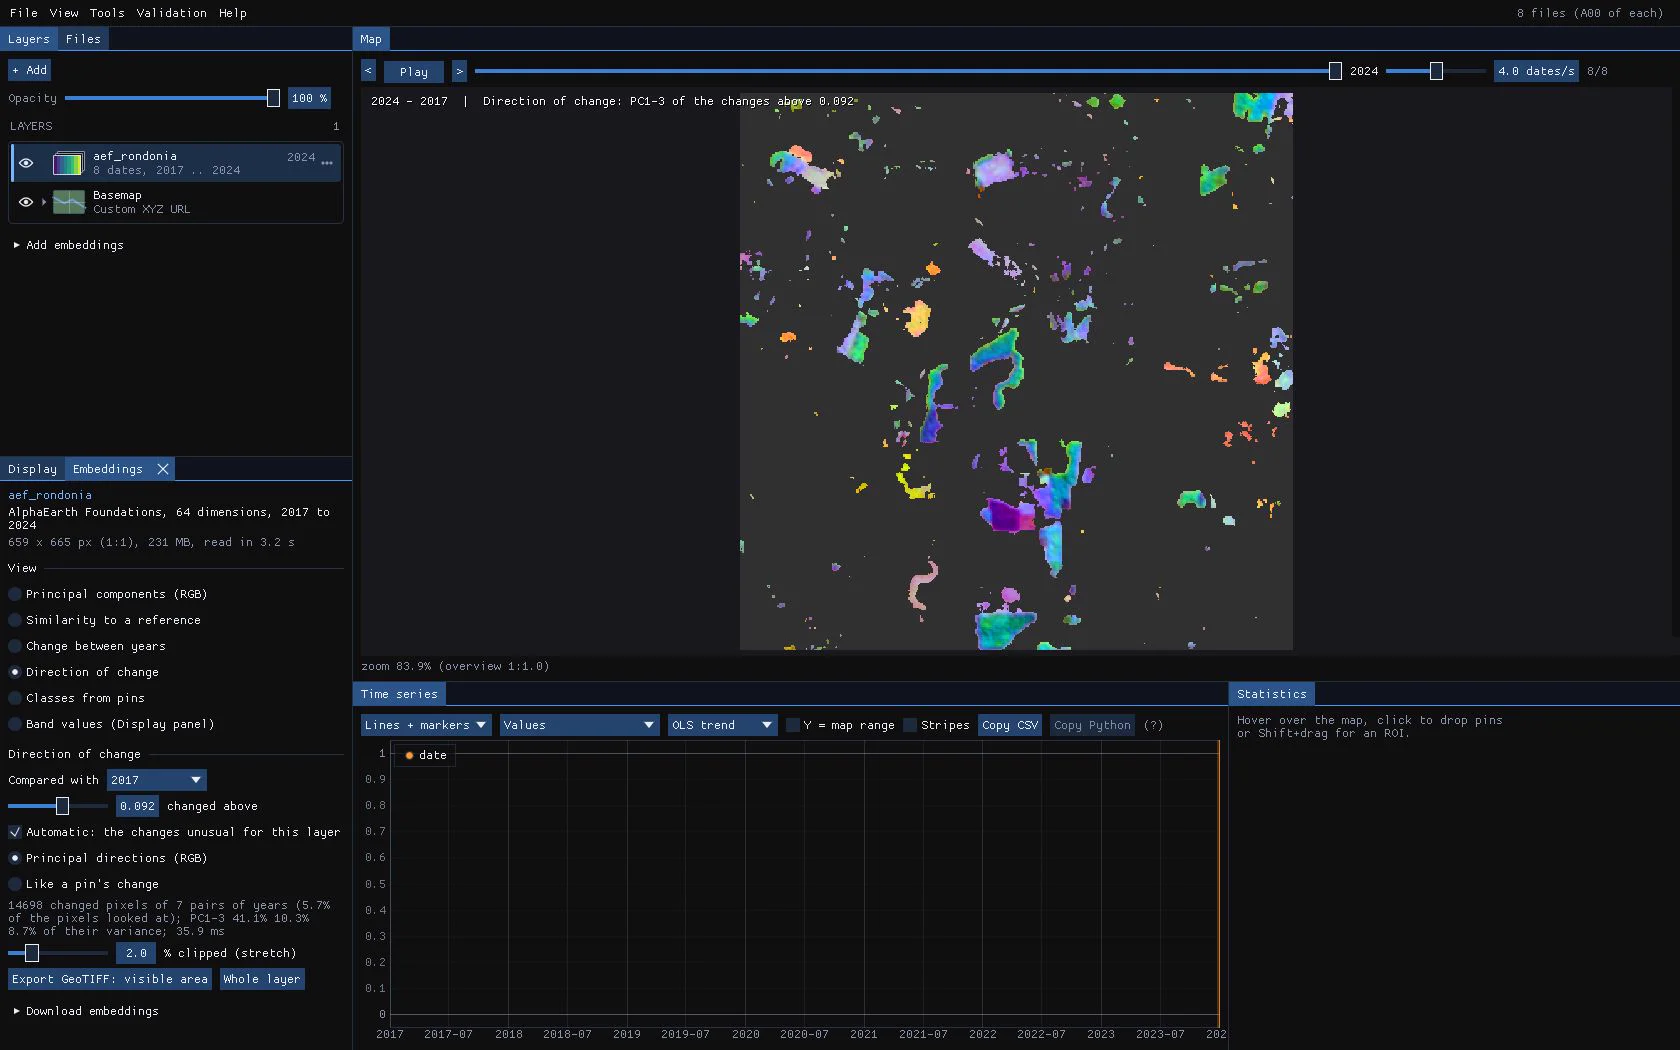 File View Tools Validation Help
8 files (A00 of each)
Layers Files
Map
+ Add
< Play > 2024 4.0 dates/s 8/8
Opacity 100 %
2024 - 2017 | Direction of change: PC1-3 of the changes above 0.092
LAYERS 1
aef_rondonia 2024 •••
8 dates, 2017 .. 2024
Basemap
Custom XYZ URL
Add embeddings
Display Embeddings
aef_rondonia
AlphaEarth Foundations, 64 dimensions, 2017 to
2024
659 x 665 px (1:1), 231 MB, read in 3.2 s
View
Principal components (RGB)
Similarity to a reference
Change between years
Direction of change
Classes from pins
Band values (Display panel)
Direction of change
Compared with 2017
0.092 changed above
Automatic: the changes unusual for this layer
Principal directions (RGB)
Like a pin's change
14698 changed pixels of 7 pairs of years (5.7%
of the pixels looked at); PC1-3 41.1% 10.3%
8.7% of their variance; 35.9 ms
2.0 % clipped (stretch)
Export GeoTIFF: visible area Whole layer
Download embeddings
zoom 83.9% (overview 1:1.0)
Time series
Lines + markers Values OLS trend Y = map range Stripes Copy CSV Copy Python (?)
date
1
0.9
0.8
0.7
0.6
0.5
0.4
0.3
0.2
0.1
0
2017 2017-07 2018 2018-07 2019 2019-07 2020 2020-07 2021 2021-07 2022 2022-07 2023 2023-07 202
Statistics
Hover over the map, click to drop pins
or Shift+drag for an ROI.